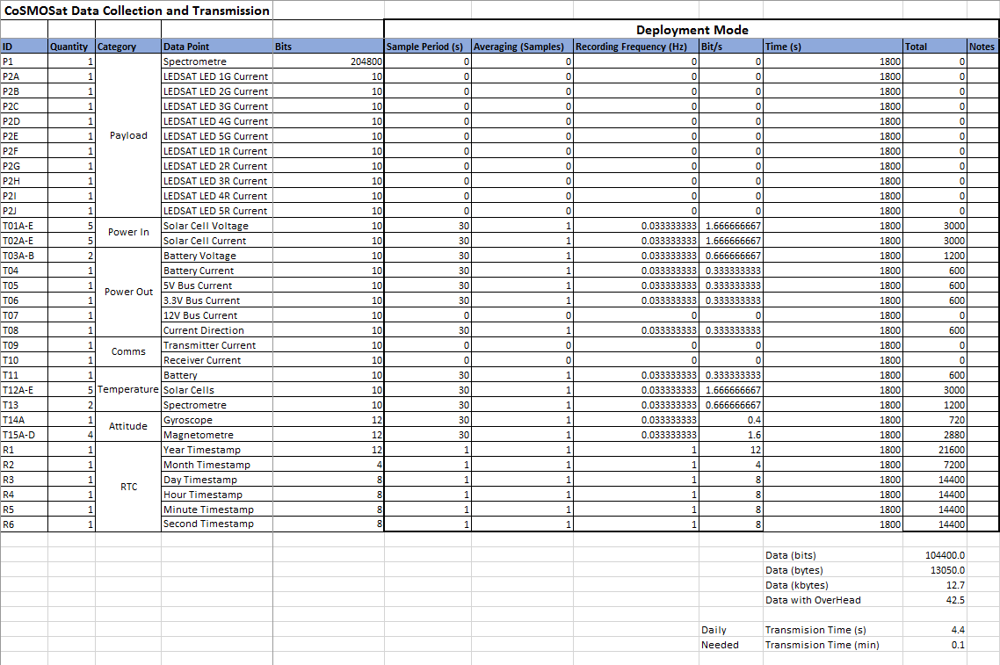 CoSMOSat Data Collection and Transmission
Deployment Mode
ID Quantity Category Data Point Bits Sample Period (s) Averaging (Samples) Recording Frequency (Hz) Bit/s Time (s) Total Notes
P1 1 Spectrometre 204800 0 0 0 0 1800 0
P2A 1 LEDSAT LED 1G Current 10 0 0 0 0 1800 0
P2B 1 LEDSAT LED 2G Current 10 0 0 0 0 1800 0
P2C 1 LEDSAT LED 3G Current 10 0 0 0 0 1800 0
P2D 1 LEDSAT LED 4G Current 10 0 0 0 0 1800 0
P2E 1 Payload LEDSAT LED 5G Current 10 0 0 0 0 1800 0
P2F 1 LEDSAT LED 1R Current 10 0 0 0 0 1800 0
P2G 1 LEDSAT LED 2R Current 10 0 0 0 0 1800 0
P2H 1 LEDSAT LED 3R Current 10 0 0 0 0 1800 0
P2I 1 LEDSAT LED 4R Current 10 0 0 0 0 1800 0
P2J 1 LEDSAT LED 5R Current 10 0 0 0 0 1800 0
T01A-E 5 Power In Solar Cell Voltage 10 30 1 0.033333333 1.666666667 1800 3000
T02A-E 5 Solar Cell Current 10 30 1 0.033333333 1.666666667 1800 3000
T03A-B 2 Battery Voltage 10 30 1 0.033333333 0.666666667 1800 1200
T04 1 Battery Current 10 30 1 0.033333333 0.333333333 1800 600
T05 1 5V Bus Current 10 30 1 0.033333333 0.333333333 1800 600
T06 1 Power Out 3.3V Bus Current 10 30 1 0.033333333 0.333333333 1800 600
T07 1 12V Bus Current 10 0 0 0 0 1800 0
T08 1 Current Direction 10 30 1 0.033333333 0.333333333 1800 600
T09 1 Comms Transmitter Current 10 0 0 0 0 1800 0
T10 1 Receiver Current 10 0 0 0 0 1800 0
T11 1 Battery 10 30 1 0.033333333 0.333333333 1800 600
T12A-E 5 Temperature Solar Cells 10 30 1 0.033333333 1.666666667 1800 3000
T13 2 Spectrometre 10 30 1 0.033333333 0.666666667 1800 1200
T14A 1 Attitude Gyroscope 12 30 1 0.033333333 0.4 1800 720
T15A-D 4 Magnetometre 12 30 1 0.033333333 1.6 1800 2880
R1 1 Year Timestamp 12 1 1 1 12 1800 21600
R2 1 Month Timestamp 4 1 1 1 4 1800 7200
R3 1 RTC Day Timestamp 8 1 1 1 8 1800 14400
R4 1 Hour Timestamp 8 1 1 1 8 1800 14400
R5 1 Minute Timestamp 8 1 1 1 8 1800 14400
R6 1 Second Timestamp 8 1 1 1 8 1800 14400
Data (bits) 104400.0
Data (bytes) 13050.0
Data (kbytes) 12.7
Data with OverHead 42.5
Daily Transmision Time (s) 4.4
Needed Transmision Time (min) 0.1